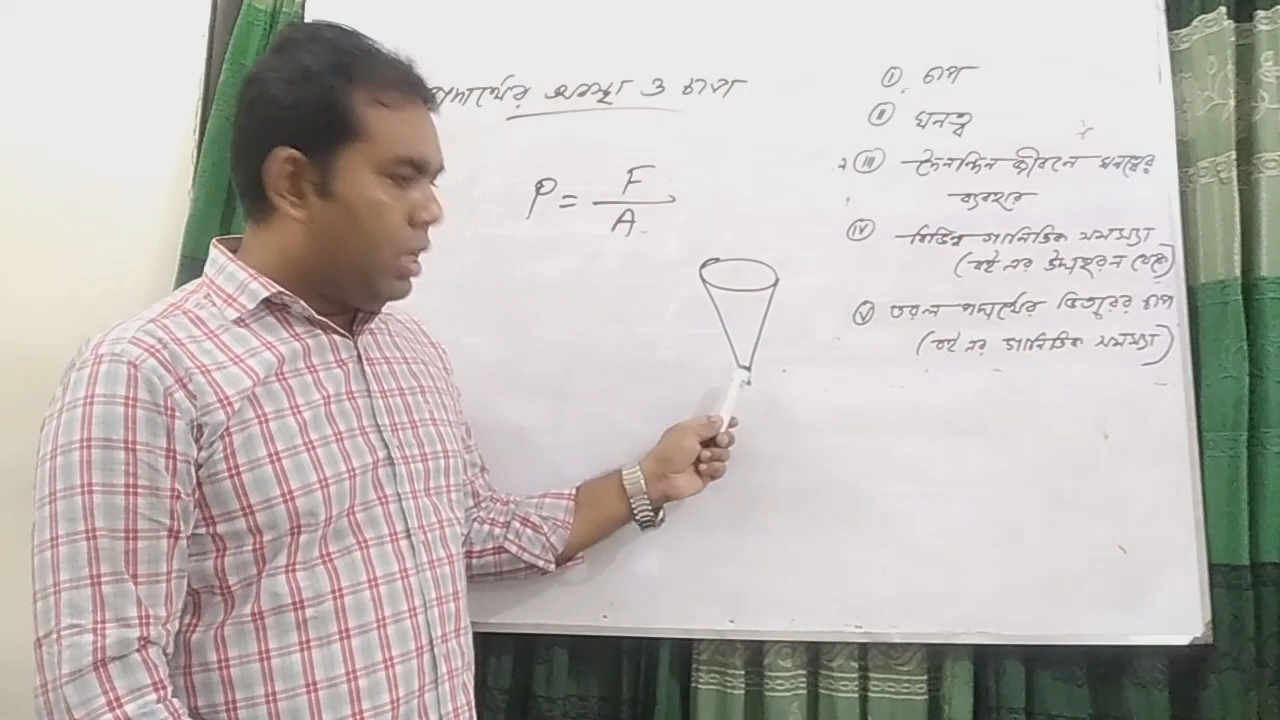 পদার্থের অবস্থা ও চাপ
P = F / A
I চাপ
II ঘনত্ব
III দৈনন্দিন জীবনে ঘনত্বের
ব্যবহার
IV বিভিন্ন গানিতিক সমস্যা
(বই এর উদাহরন থেকে)
V তরল পদার্থের ভিতরের চাপ
(বই এর গানিতিক সমস্যা)